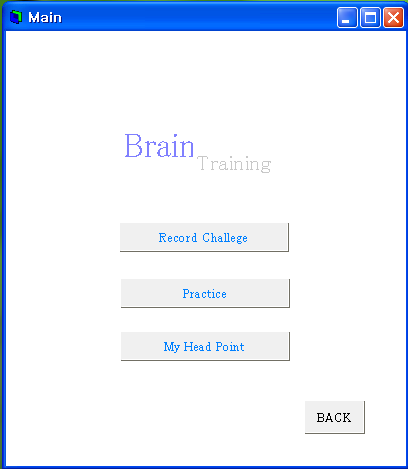 Main
Brain
Training
Record Challege
Practice
My Head Point
BACK